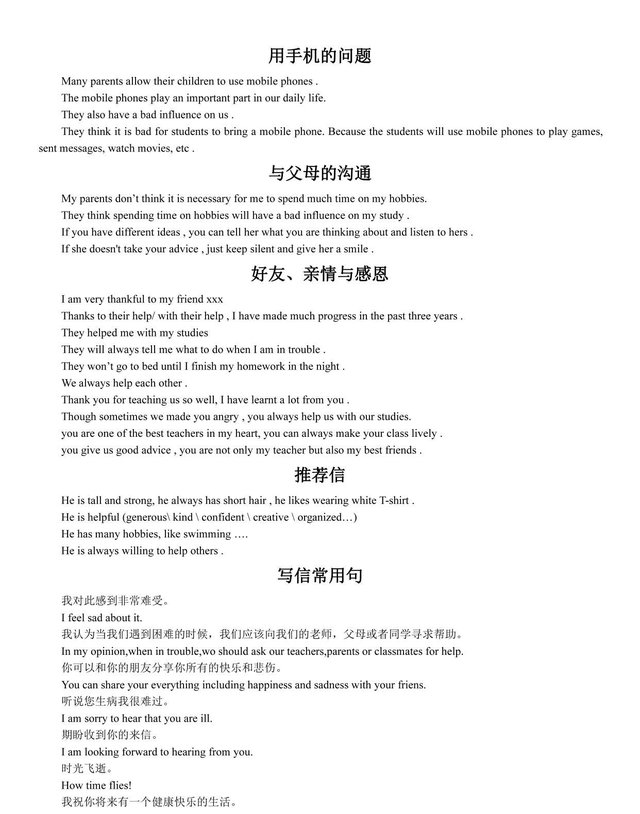 用手机的问题
Many parents allow their children to use mobile phones .
The mobile phones play an important part in our daily life.
They also have a bad influence on us .
They think it is bad for students to bring a mobile phone. Because the students will use mobile phones to play games,
sent messages, watch movies, etc .
与父母的沟通
My parents don’t think it is necessary for me to spend much time on my hobbies.
They think spending time on hobbies will have a bad influence on my study .
If you have different ideas , you can tell her what you are thinking about and listen to hers .
If she doesn't take your advice , just keep silent and give her a smile .
好友、亲情与感恩
I am very thankful to my friend xxx
Thanks to their help/ with their help , I have made much progress in the past three years .
They helped me with my studies
They will always tell me what to do when I am in trouble .
They won’t go to bed until I finish my homework in the night .
We always help each other .
Thank you for teaching us so well, I have learnt a lot from you .
Though sometimes we made you angry , you always help us with our studies.
you are one of the best teachers in my heart, you can always make your class lively .
you give us good advice , you are not only my teacher but also my best friends .
推荐信
He is tall and strong, he always has short hair , he likes wearing white T-shirt .
He is helpful (generous\ kind \ confident \ creative \ organized…)
He has many hobbies, like swimming ….
He is always willing to help others .
写信常用句
我对此感到非常难受。
I feel sad about it.
我认为当我们遇到困难的时候，我们应该向我们的老师，父母或者同学寻求帮助。
In my opinion,when in trouble,wo should ask our teachers,parents or classmates for help.
你可以和你的朋友分享你所有的快乐和悲伤。
You can share your everything including happiness and sadness with your friens.
听说您生病我很难过。
I am sorry to hear that you are ill.
期盼收到你的来信。
I am looking forward to hearing from you.
时光飞逝。
How time flies!
我祝你将来有一个健康快乐的生活。